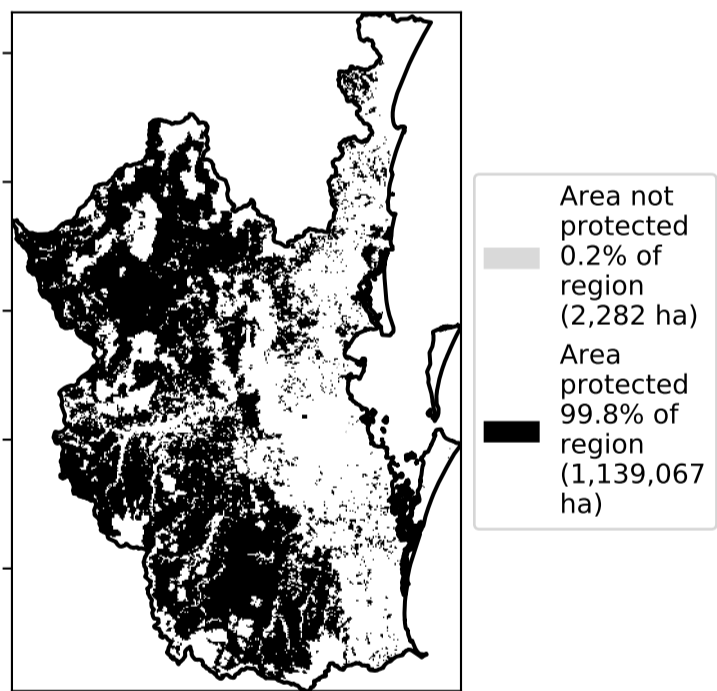 Area not
protected
0.2% of
region
(2,282 ha)
Area
protected
99.8% of
region
(1,139,067
ha)